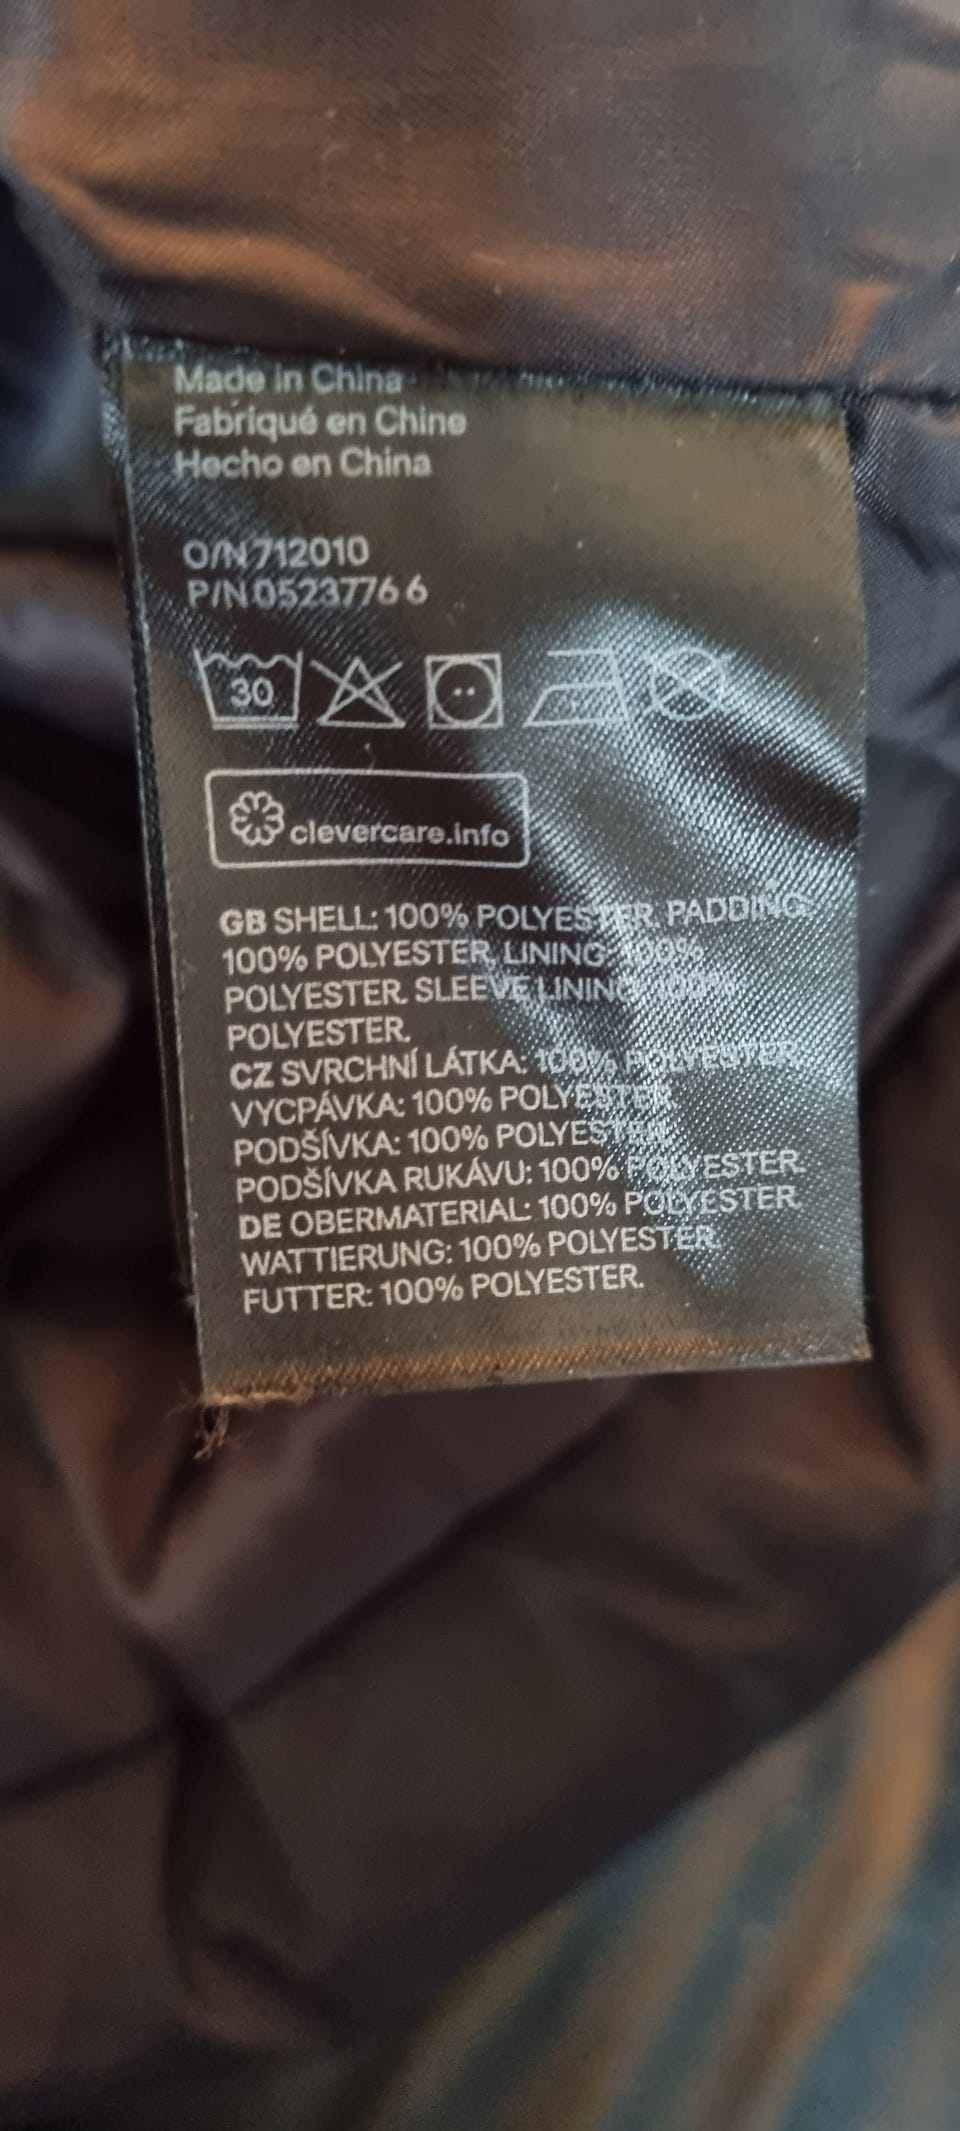 Made in China
Fabriqué en Chine
Hecho en China
O/N 712010
P/N 0523776 6
30
clevercare.info
GB SHELL: 100% POLYESTER. PADDING:
100% POLYESTER. LINING: 100%
POLYESTER. SLEEVE LINING: 100%
POLYESTER.
CZ SVRCHNÍ LÁTKA: 100% POLYESTER.
VYCPÁVKA: 100% POLYESTER.
PODŠÍVKA: 100% POLYESTER.
PODŠÍVKA RUKÁVU: 100% POLYESTER.
DE OBERMATERIAL: 100% POLYESTER.
WATTIERUNG: 100% POLYESTER.
FUTTER: 100% POLYESTER.